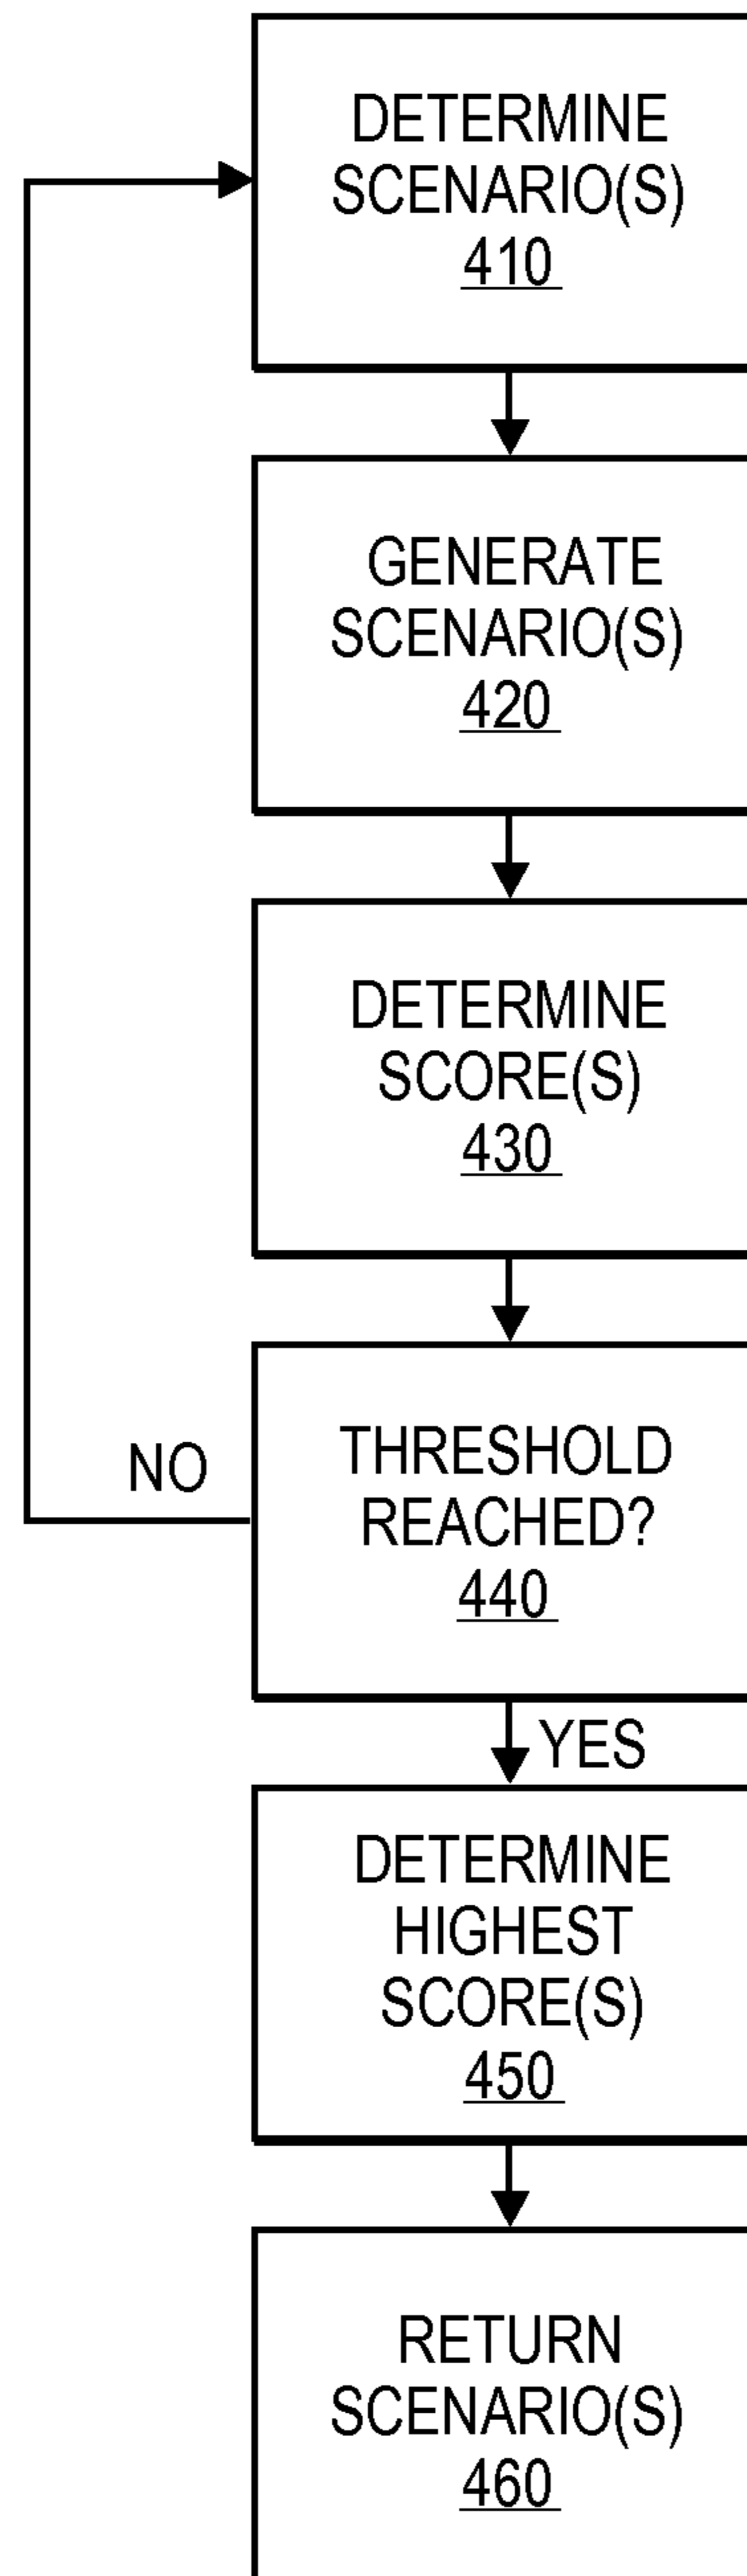 DETERMINE
SCENARIO(S)
410
GENERATE
SCENARIO(S)
420
DETERMINE
SCORE(S)
430
THRESHOLD
REACHED?
440
NO
YES
DETERMINE
HIGHEST
SCORE(S)
450
RETURN
SCENARIO(S)
460